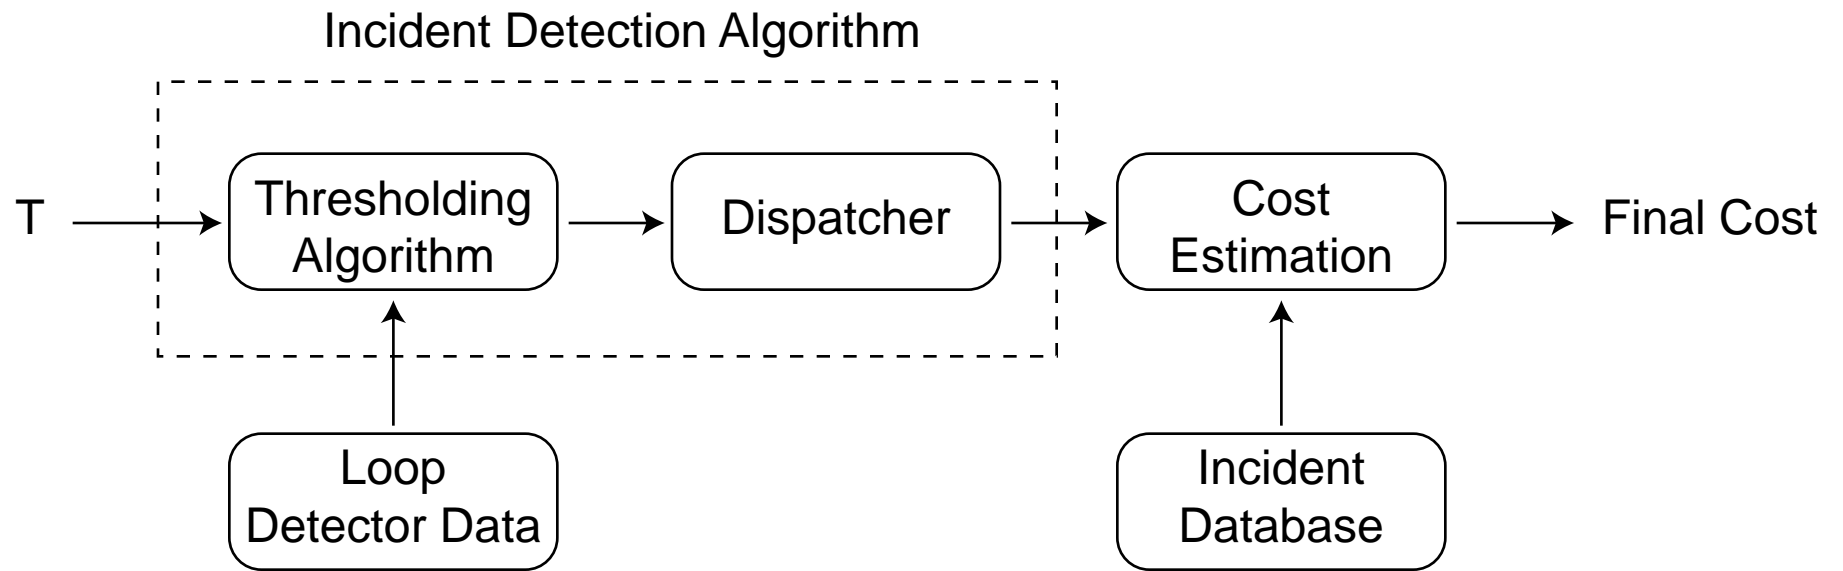 Incident Detection Algorithm
T
Thresholding
Algorithm
Dispatcher
Cost
Estimation
Final Cost
Loop
Detector Data
Incident
Database